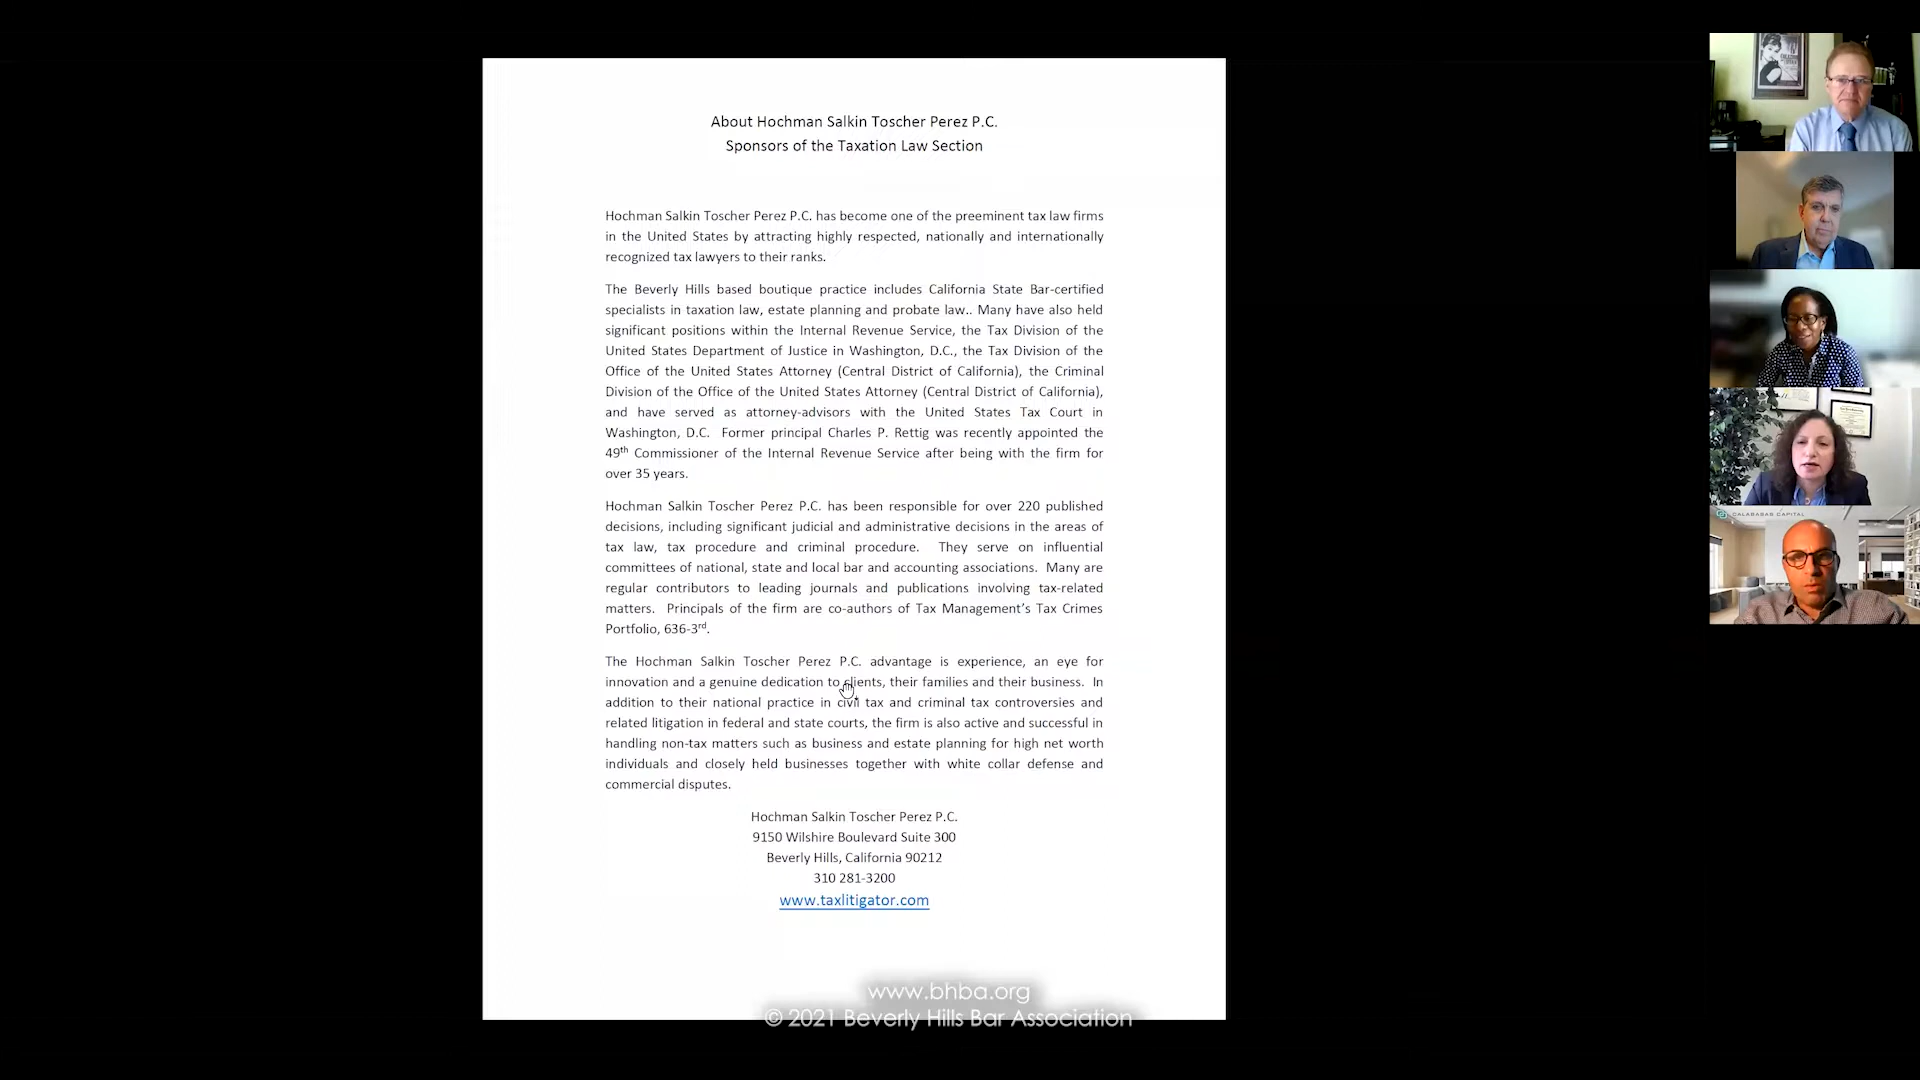 About Hochman Salkin Toscher Perez P.C.
Sponsors of the Taxation Law Section
Hochman Salkin Toscher Perez P.C. has become one of the preeminent tax law firms
in the United States by attracting highly respected, nationally and internationally
recognized tax lawyers to their ranks.
The Beverly Hills based boutique practice includes California State Bar-certified
specialists in taxation law, estate planning and probate law.. Many have also held
significant positions within the Internal Revenue Service, the Tax Division of the
United States Department of Justice in Washington, D.C., the Tax Division of the
Office of the United States Attorney (Central District of California), the Criminal
Division of the Office of the United States Attorney (Central District of California),
and have served as attorney-advisors with the United States Tax Court in
Washington, D.C. Former principal Charles P. Rettig was recently appointed the
49th Commissioner of the Internal Revenue Service after being with the firm for
over 35 years.
Hochman Salkin Toscher Perez P.C. has been responsible for over 220 published
decisions, including significant judicial and administrative decisions in the areas of
tax law, tax procedure and criminal procedure. They serve on influential
committees of national, state and local bar and accounting associations. Many are
regular contributors to leading journals and publications involving tax-related
matters. Principals of the firm are co-authors of Tax Management’s Tax Crimes
Portfolio, 636-3rd.
The Hochman Salkin Toscher Perez P.C. advantage is experience, an eye for
innovation and a genuine dedication to clients, their families and their business. In
addition to their national practice in civil tax and criminal tax controversies and
related litigation in federal and state courts, the firm is also active and successful in
handling non-tax matters such as business and estate planning for high net worth
individuals and closely held businesses together with white collar defense and
commercial disputes.
Hochman Salkin Toscher Perez P.C.
9150 Wilshire Boulevard Suite 300
Beverly Hills, California 90212
310 281-3200
www.taxlitigator.com
www.bhba.org
© 2021 Beverly Hills Bar Association
CALABASAS CAPITAL